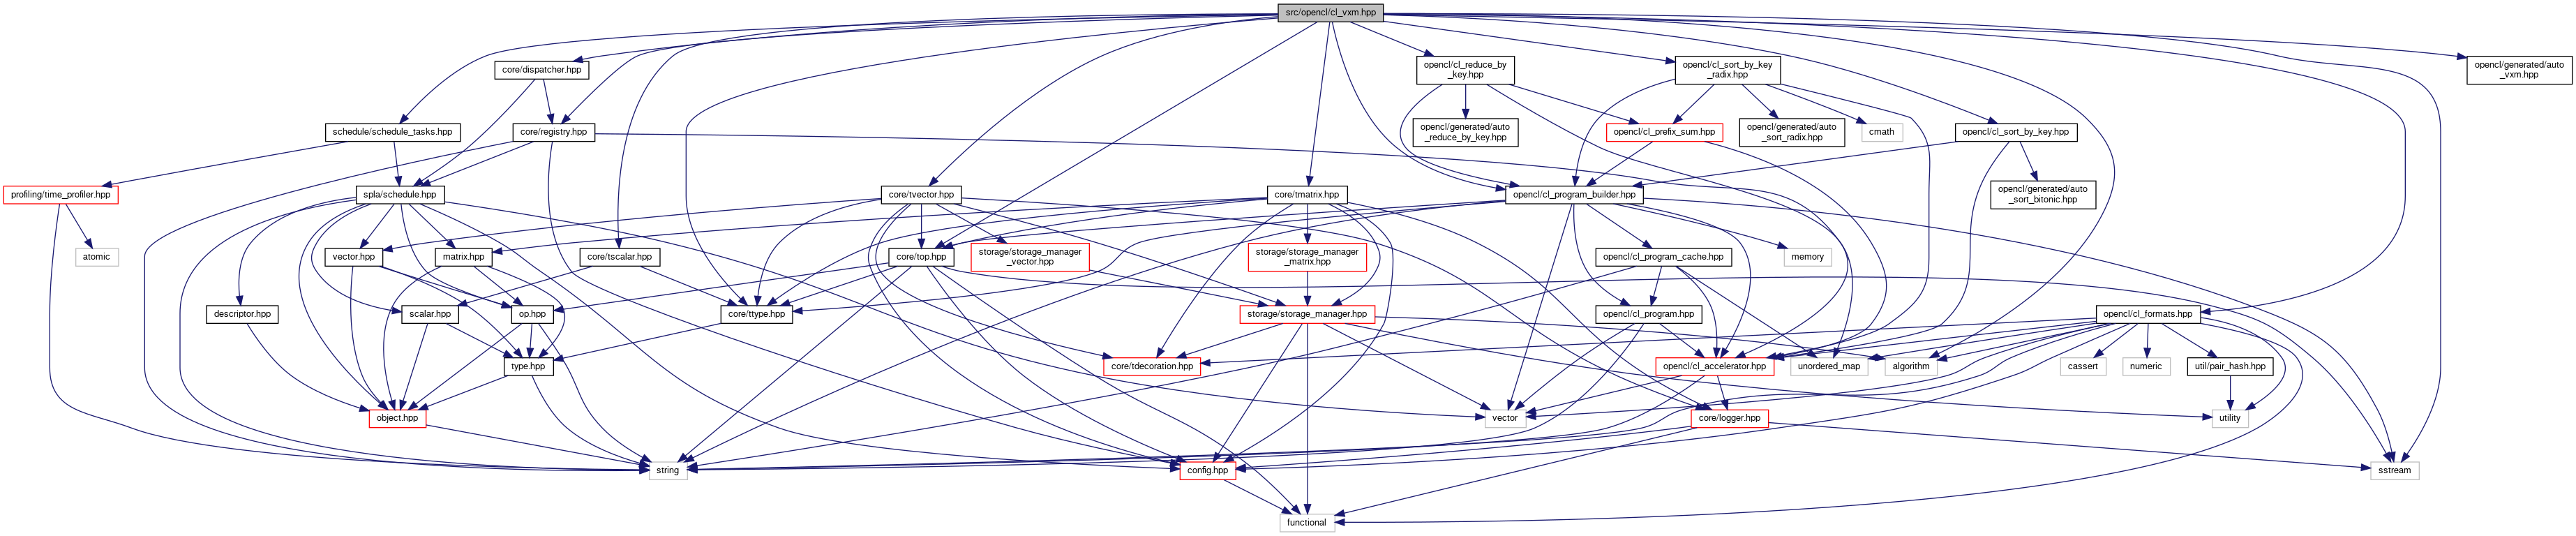 src/opencl/cl_vxm.hpp
core/dispatcher.hpp
opencl/cl_reduce_by
_key.hpp
opencl/cl_sort_by_key
_radix.hpp
opencl/generated/auto
_vxm.hpp
schedule/schedule_tasks.hpp
core/registry.hpp
opencl/generated/auto
_reduce_by_key.hpp
opencl/cl_prefix_sum.hpp
opencl/generated/auto
_sort_radix.hpp
cmath
opencl/cl_sort_by_key.hpp
profiling/time_profiler.hpp
spla/schedule.hpp
core/tvector.hpp
core/tmatrix.hpp
opencl/cl_program_builder.hpp
opencl/generated/auto
_sort_bitonic.hpp
atomic
vector.hpp
matrix.hpp
core/tscalar.hpp
core/top.hpp
storage/storage_manager
_vector.hpp
storage/storage_manager
_matrix.hpp
opencl/cl_program_cache.hpp
memory
descriptor.hpp
scalar.hpp
op.hpp
core/ttype.hpp
storage/storage_manager.hpp
opencl/cl_program.hpp
opencl/cl_formats.hpp
type.hpp
core/tdecoration.hpp
opencl/cl_accelerator.hpp
unordered_map
algorithm
cassert
numeric
util/pair_hash.hpp
object.hpp
vector
core/logger.hpp
utility
string
config.hpp
sstream
functional